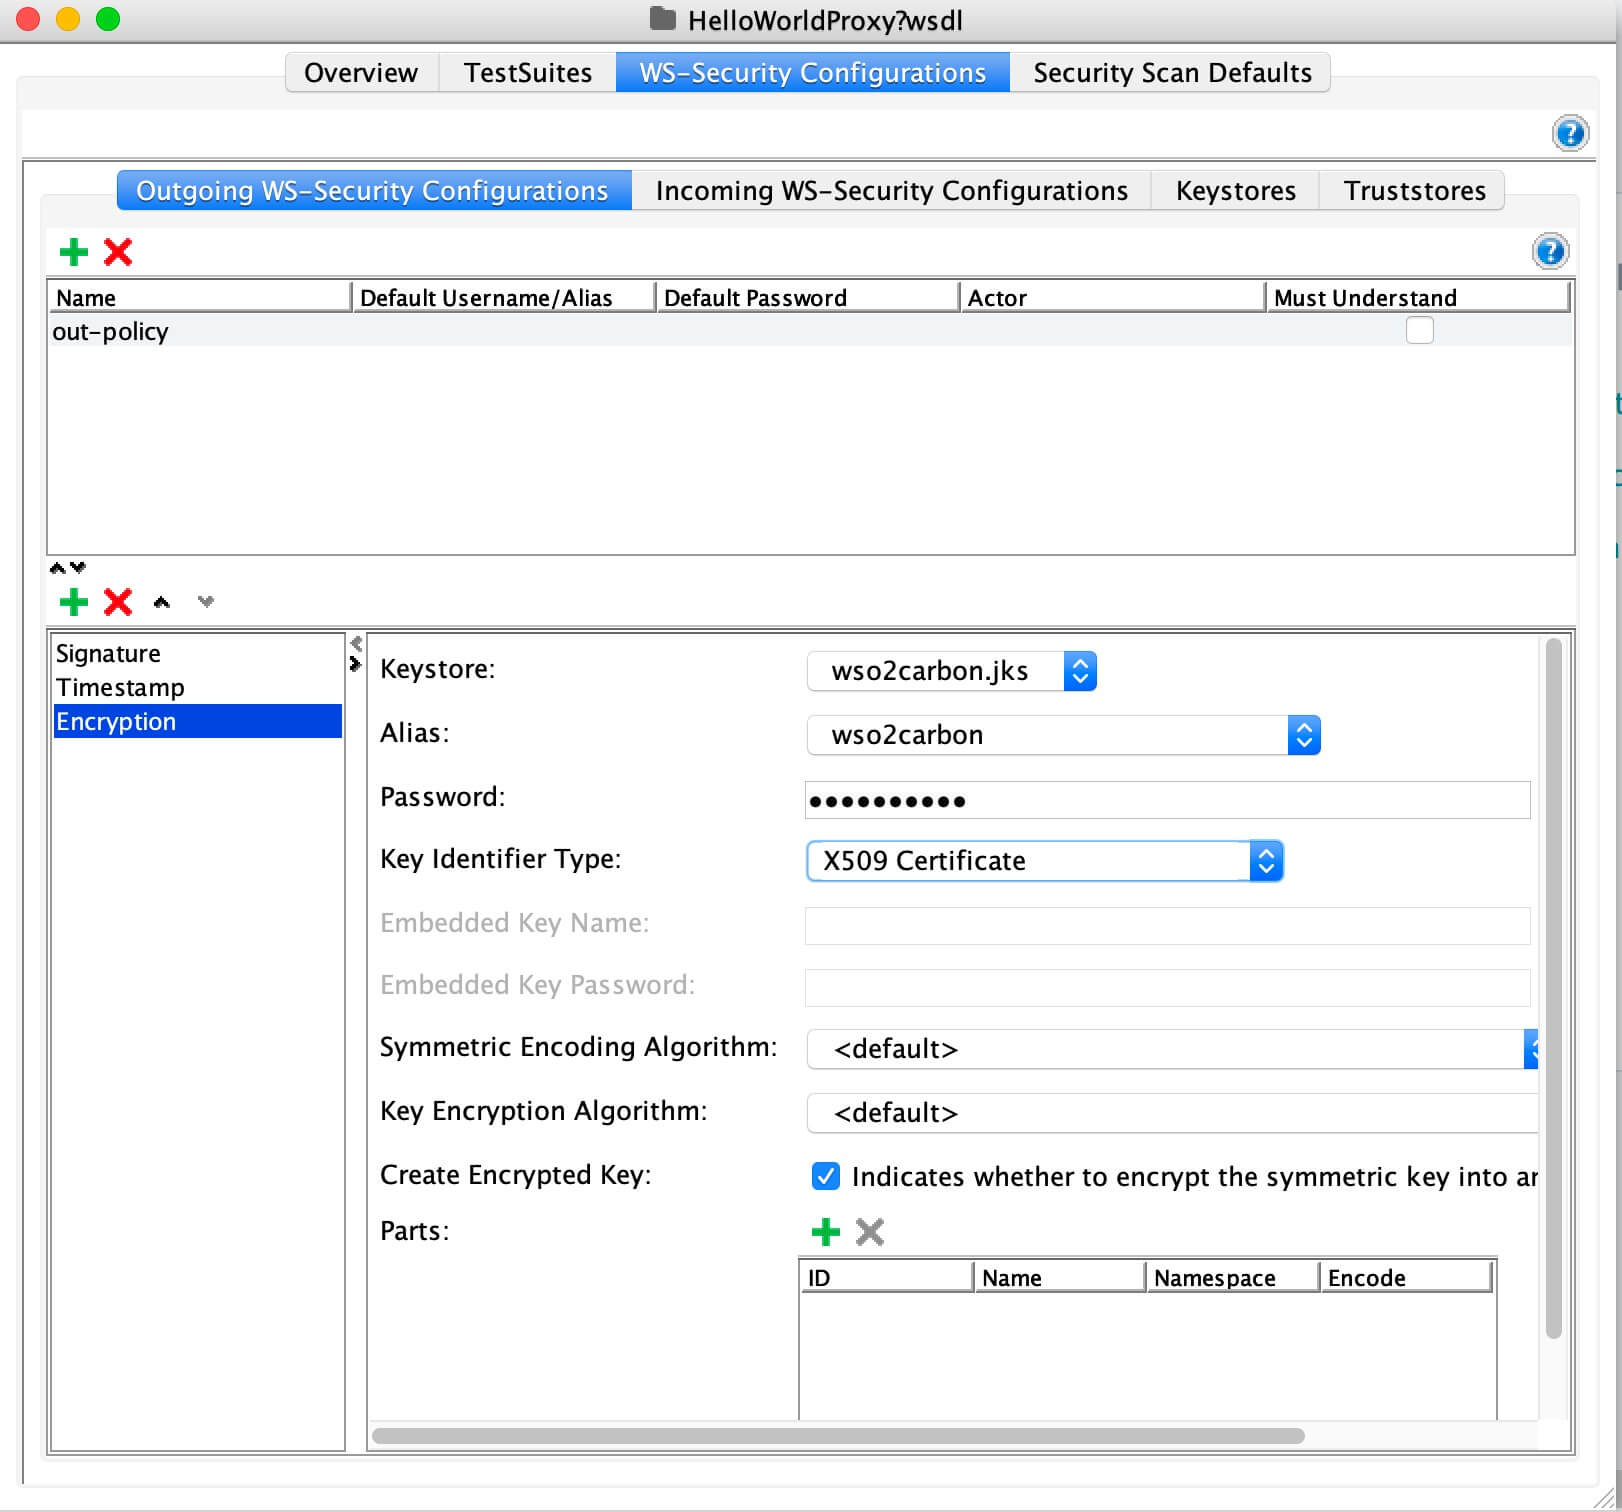 HelloWorldProxy?wsdl
Overview TestSuites WS-Security Configurations Security Scan Defaults
Outgoing WS-Security Configurations Incoming WS-Security Configurations Keystores Truststores
Name Default Username/Alias Default Password Actor Must Understand
out-policy
Signature
Timestamp
Encryption
Keystore: wso2carbon.jks
Alias: wso2carbon
Password: ••••••••••
Key Identifier Type: X509 Certificate
Embedded Key Name:
Embedded Key Password:
Symmetric Encoding Algorithm: <default>
Key Encryption Algorithm: <default>
Create Encrypted Key: Indicates whether to encrypt the symmetric key into
Parts:
ID Name Namespace Encode